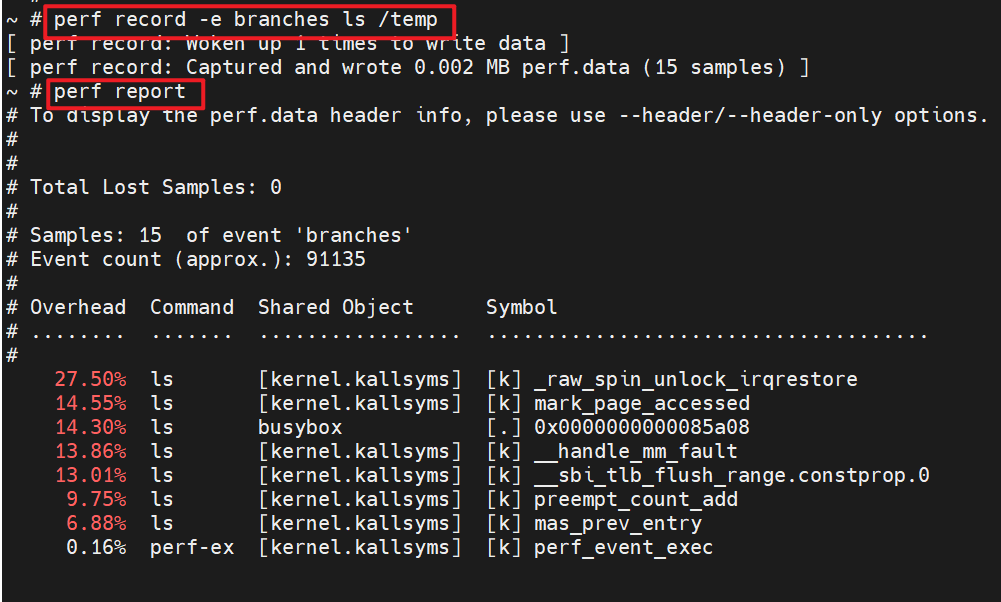 ~ # perf record -e branches ls /temp
[ perf record: Woken up 1 times to write data ]
[ perf record: Captured and wrote 0.002 MB perf.data (15 samples) ]
~ # perf report
# To display the perf.data header info, please use --header/--header-only options.
#
#
# Total Lost Samples: 0
#
# Samples: 15  of event 'branches'
# Event count (approx.): 91135
#
# Overhead  Command  Shared Object      Symbol
# ........  .......  .................  .....................................
#
    27.50%  ls       [kernel.kallsyms]  [k] _raw_spin_unlock_irqrestore
    14.55%  ls       [kernel.kallsyms]  [k] mark_page_accessed
    14.30%  ls       busybox            [.] 0x0000000000085a08
    13.86%  ls       [kernel.kallsyms]  [k] __handle_mm_fault
    13.01%  ls       [kernel.kallsyms]  [k] __sbi_tlb_flush_range.constprop.0
     9.75%  ls       [kernel.kallsyms]  [k] preempt_count_add
     6.88%  ls       [kernel.kallsyms]  [k] mas_prev_entry
     0.16%  perf-ex  [kernel.kallsyms]  [k] perf_event_exec